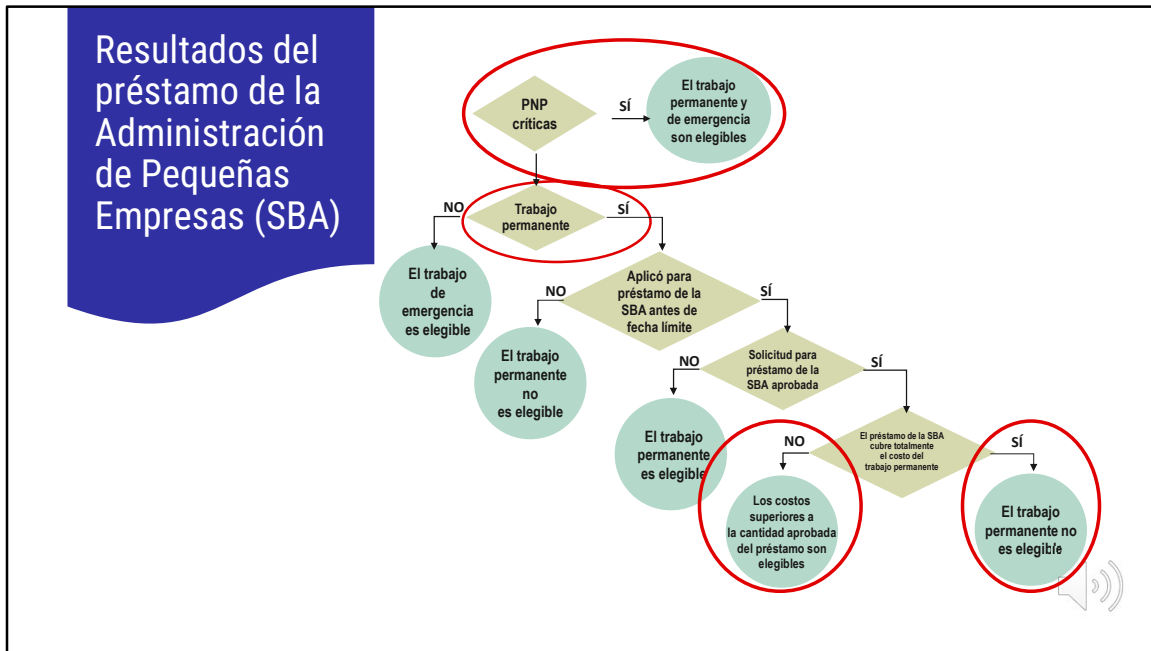 Resultados del
préstamo de la
Administración
de Pequeñas
Empresas (SBA)
PNP
críticas
SÍ
El trabajo
permanente y
de emergencia
son elegibles
NO
Trabajo
permanente
SÍ
El trabajo
de
emergencia
es elegible
NO
Aplicó para
préstamo de la
SBA antes de
fecha límite
SÍ
El trabajo
permanente
no
es elegible
NO
Solicitud para
préstamo de la
SBA aprobada
SÍ
El trabajo
permanente
es elegible
NO
El préstamo de la SBA
cubre totalmente
el costo del
trabajo permanente
SÍ
Los costos
superiores a
la cantidad aprobada
del préstamo son
elegibles
El trabajo
permanente no
es elegible